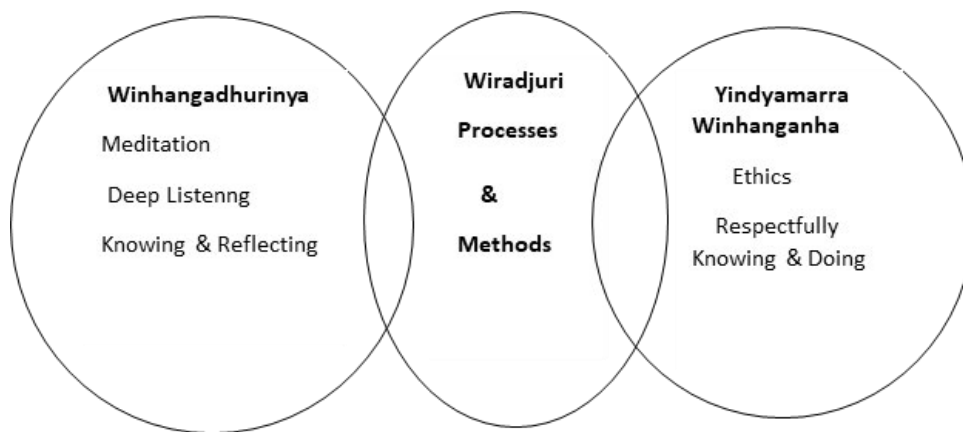 Winhangadhurinya
Meditation
Deep Listenng
Knowing & Reflecting
Wiradjuri
Processes
&
Methods
Yindyamarra
Winhanganha
Ethics
Respectfully
Knowing & Doing